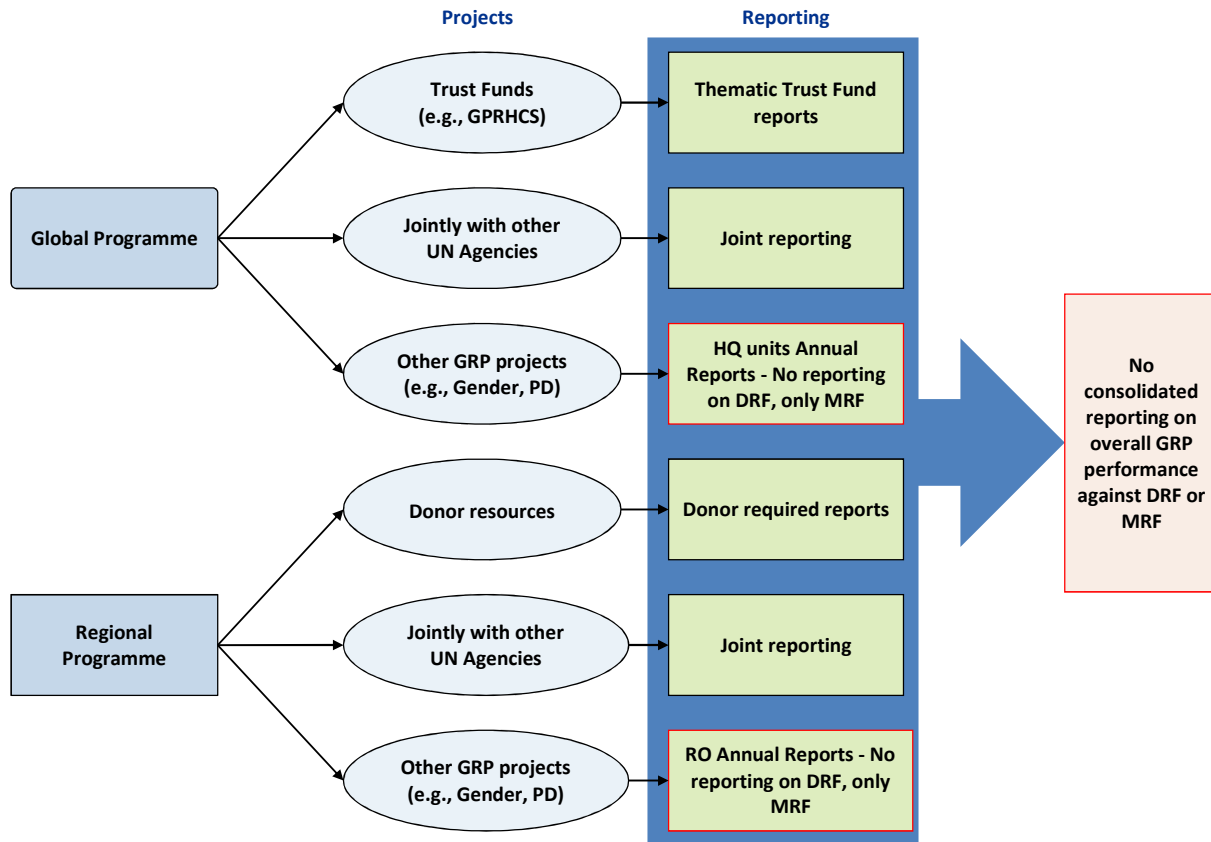 Projects
Reporting
Trust Funds
(e.g., GPRHCS)
Thematic Trust Fund
reports
Global Programme
Jointly with other
UN Agencies
Joint reporting
Other GRP projects
(e.g., Gender, PD)
HQ units Annual
Reports - No reporting
on DRF, only MRF
No
consolidated
reporting on
overall GRP
performance
against DRF or
MRF
Donor resources
Donor required reports
Regional
Programme
Jointly with other
UN Agencies
Joint reporting
Other GRP projects
(e.g., Gender, PD)
RO Annual Reports - No
reporting on DRF, only
MRF